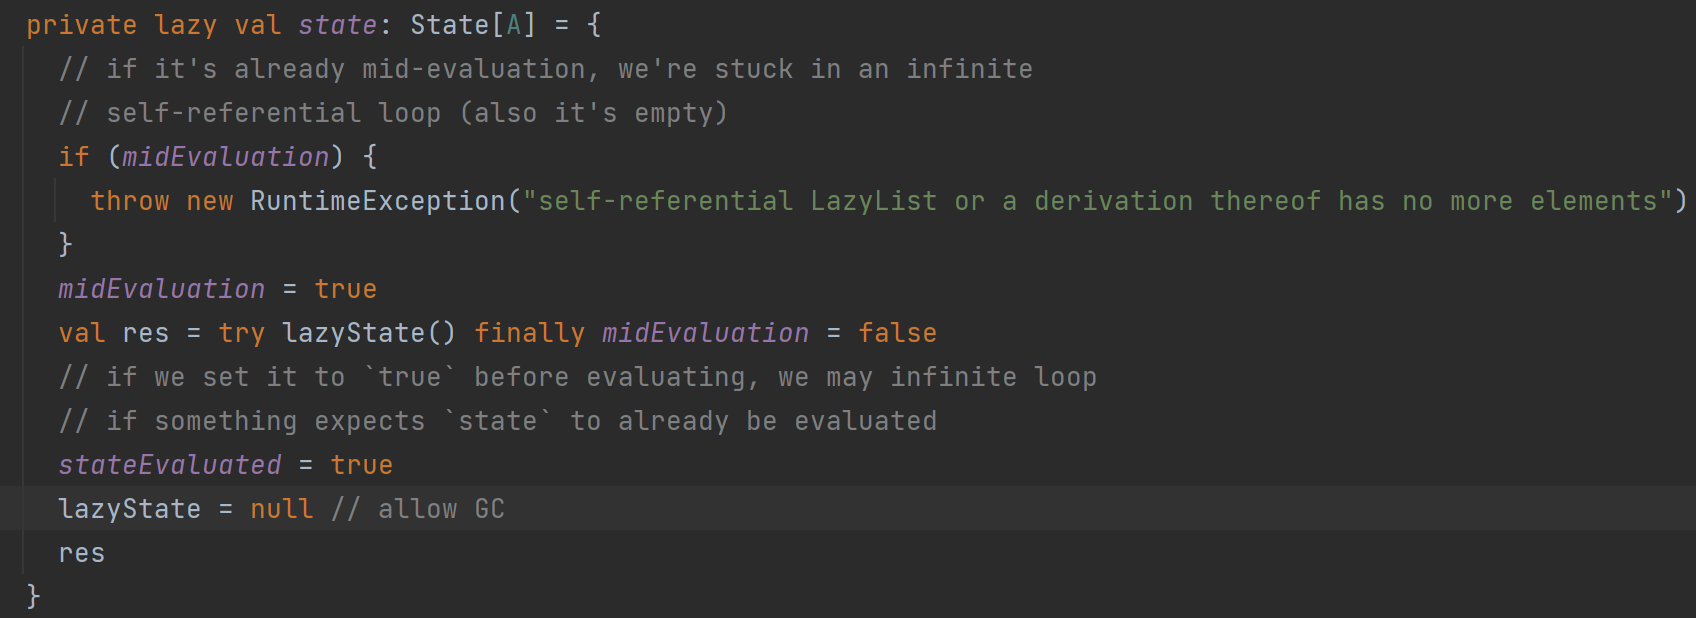 private lazy val state: State[A] = {
// if it's already mid-evaluation, we're stuck in an infinite
// self-referential loop (also it's empty)
if (midEvaluation) {
throw new RuntimeException("self-referential LazyList or a derivation thereof has no more elements")
}
midEvaluation = true
val res = try lazyState() finally midEvaluation = false
// if we set it to `true` before evaluating, we may infinite loop
// if something expects `state` to already be evaluated
stateEvaluated = true
lazyState = null // allow GC
res
}